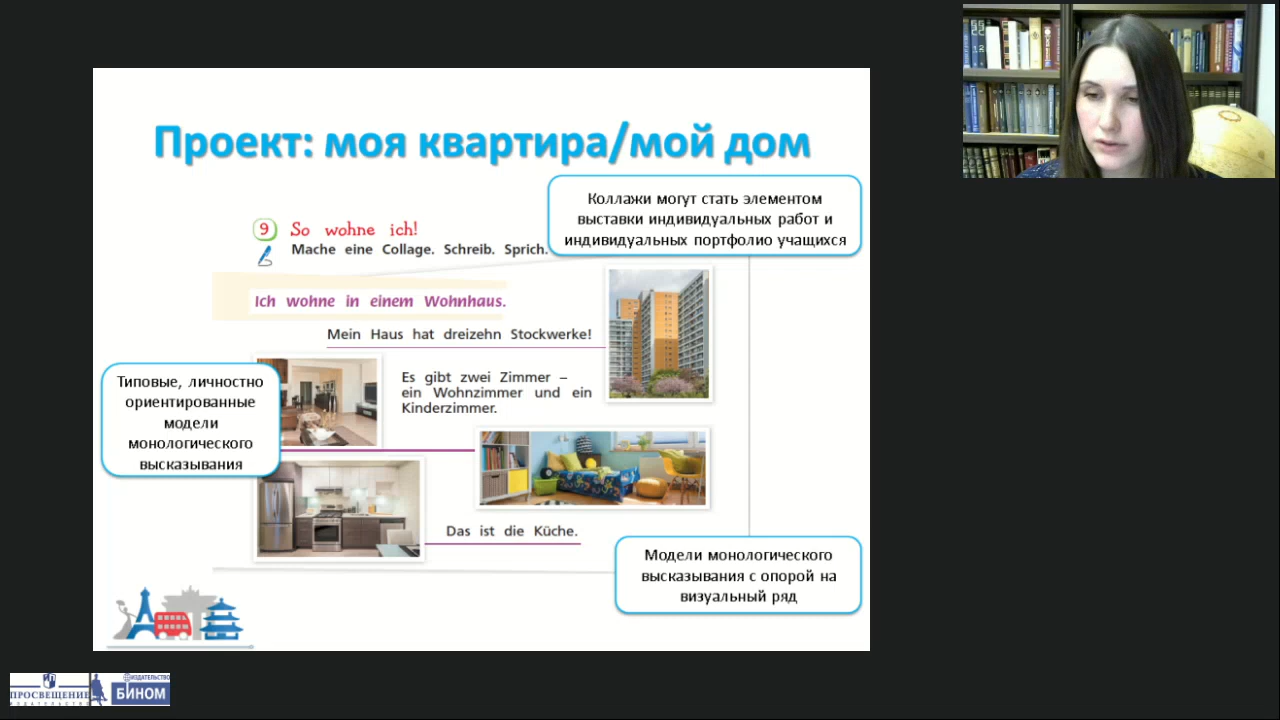 Проект: моя квартира/мой дом
Коллажи могут стать элементом
выставки индивидуальных работ и
индивидуальных портфолио учащихся
9 So wohne ich!
Mache eine Collage. Schreib. Sprich.
Ich wohne in einem Wohnhaus.
Mein Haus hat dreizehn Stockwerke!
Типовые, личностно
ориентированные
модели
монологического
высказывания
Es gibt zwei Zimmer –
ein Wohnzimmer und ein
Kinderzimmer.
Das ist die Küche.
Модели монологического
высказывания с опорой на
визуальный ряд
ПРОСВЕЩЕНИЕ
ИЗДАТЕЛЬСТВО
ИЗДАТЕЛЬСТВО
БИНОМ